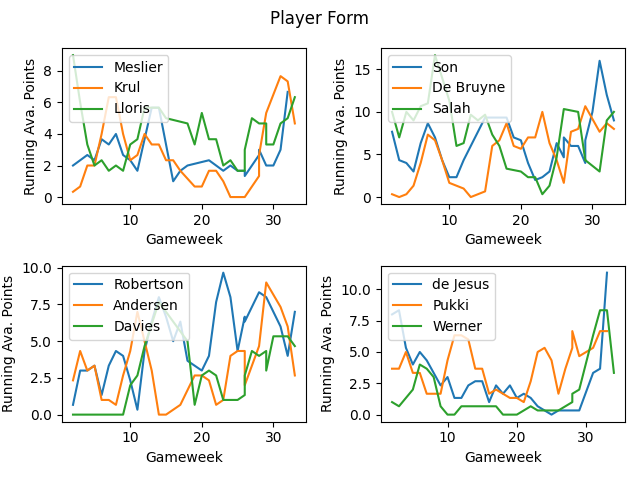 Player Form
Running Ava. Points
8
6
4
2
0
Meslier
Krul
Lloris
10
20
30
Gameweek
Running Ava. Points
15
10
5
0
Son
De Bruyne
Salah
10
20
30
Gameweek
Running Ava. Points
10.0
7.5
5.0
2.5
0.0
Robertson
Andersen
Davies
10
20
30
Gameweek
Running Ava. Points
10.0
7.5
5.0
2.5
0.0
de Jesus
Pukki
Werner
10
20
30
Gameweek